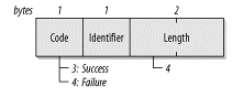 bytes 1 1 2
Code Identifier Length
3: Success 4
4: Failure